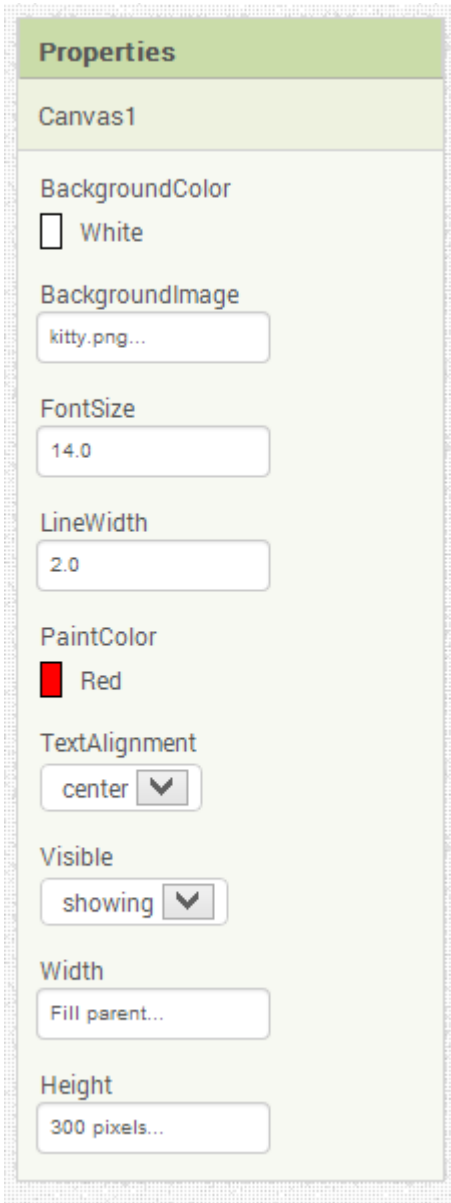 Properties
Canvas1
BackgroundColor
White
BackgroundImage
kitty.png...
FontSize
14.0
LineWidth
2.0
PaintColor
Red
TextAlignment
center
Visible
showing
Width
Fill parent...
Height
300 pixels...